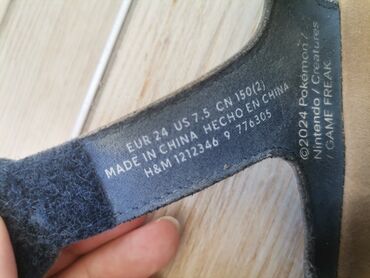 EUR 24 US 7.5 CN 150(2)
MADE IN CHINA HECHO EN CHINA
H&M 1212346 9 776305
©2024 Pokémon /
Nintendo / Creatures
/ GAME FREAK.